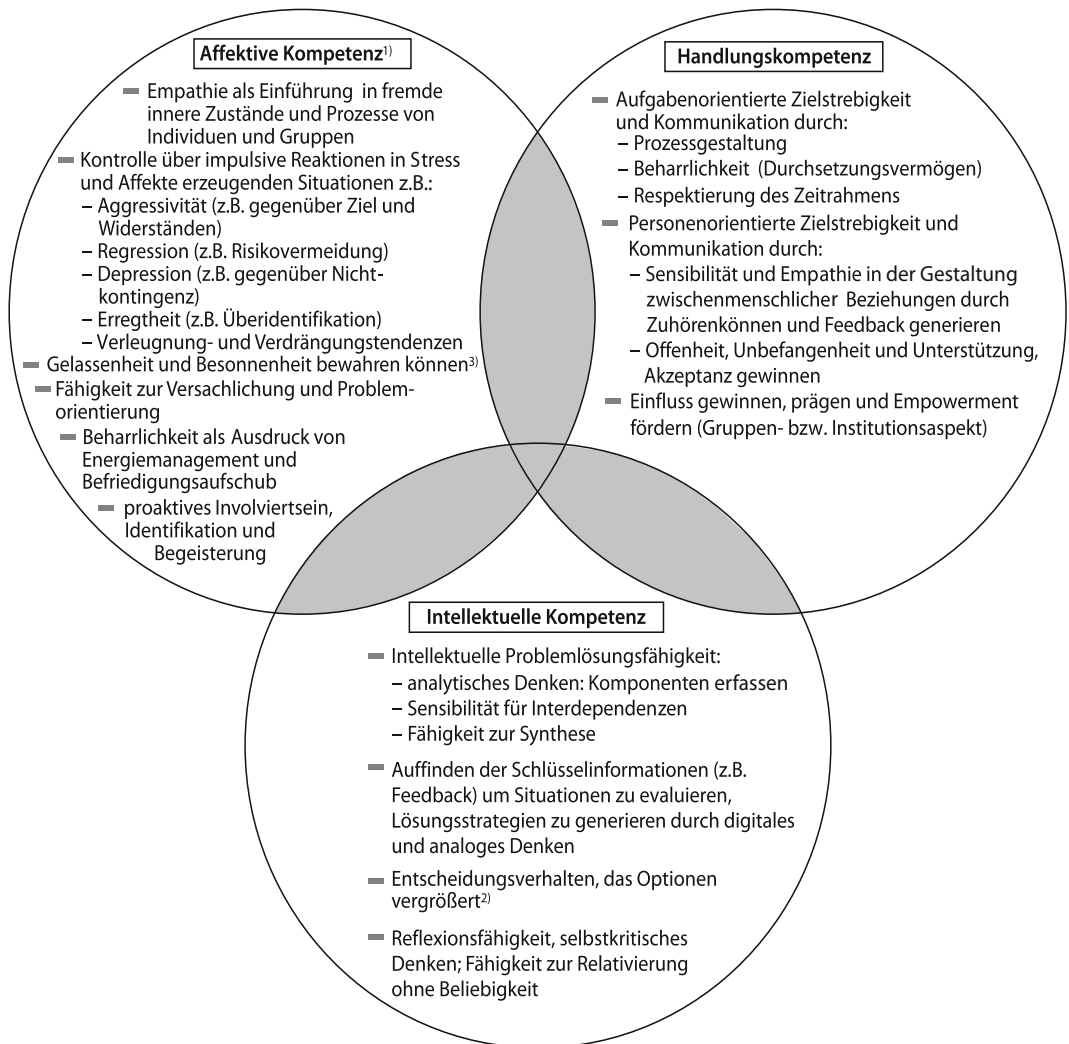 Affektive Kompetenz1)
Empathie als Einführung in fremde
innere Zustände und Prozesse von
Individuen und Gruppen
Kontrolle über impulsive Reaktionen in Stress
und Affekte erzeugenden Situationen z.B.:
– Aggressivität (z.B. gegenüber Ziel und
Widerständen)
– Regression (z.B. Risikovermeidung)
– Depression (z.B. gegenüber Nicht-
kontingenz)
– Erregtheit (z.B. Überidentifikation)
– Verleugnung- und Verdrängungstendenzen
Gelassenheit und Besonnenheit bewahren können3)
Fähigkeit zur Versachlichung und Problem-
orientierung
Beharrlichkeit als Ausdruck von
Energiemanagement und
Befriedigungsaufschub
proaktives Involviertsein,
Identifikation und
Begeisterung
Handlungskompetenz
Aufgabenorientierte Zielstrebigkeit
und Kommunikation durch:
– Prozessgestaltung
– Beharrlichkeit (Durchsetzungsvermögen)
– Respektierung des Zeitrahmens
Personenorientierte Zielstrebigkeit und
Kommunikation durch:
– Sensibilität und Empathie in der Gestaltung
zwischenmenschlicher Beziehungen durch
Zuhörenkönnen und Feedback generieren
– Offenheit, Unbefangenheit und Unterstützung,
Akzeptanz gewinnen
Einfluss gewinnen, prägen und Empowerment
fördern (Gruppen- bzw. Institutionsaspekt)
Intellektuelle Kompetenz
Intellektuelle Problemlösungsfähigkeit:
– analytisches Denken: Komponenten erfassen
– Sensibilität für Interdependenzen
– Fähigkeit zur Synthese
Auffinden der Schlüsselinformationen (z.B.
Feedback) um Situationen zu evaluieren,
Lösungsstrategien zu generieren durch digitales
und analoges Denken
Entscheidungsverhalten, das Optionen
vergrößert2)
Reflexionsfähigkeit, selbstkritisches
Denken; Fähigkeit zur Relativierung
ohne Beliebigkeit